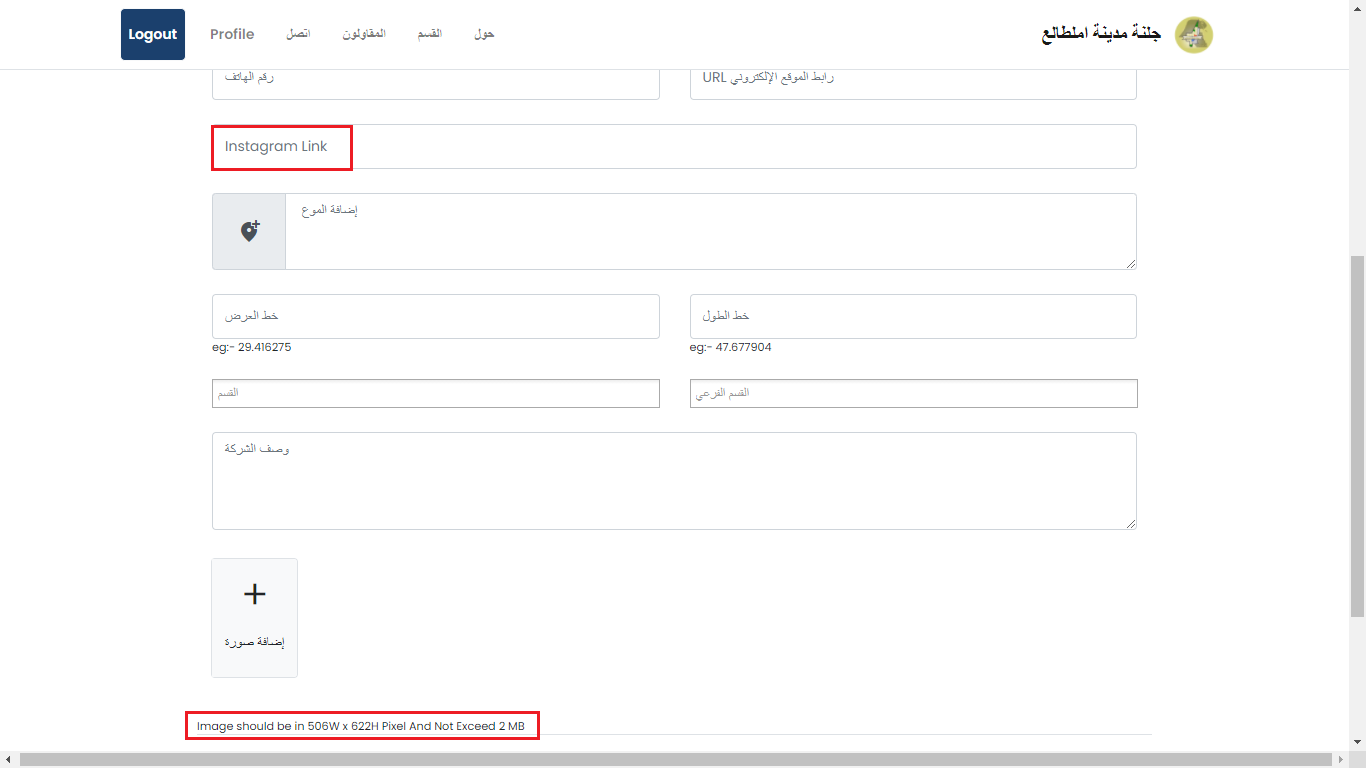 Logout Profile اتصل المقاولون القسم حول جلنة مدينة املطالع
رقم الهاتف
رابط الموقع الإلكتروني URL
Instagram Link
إضافة الموع
خط العرض
خط الطول
eg:- 29.416275
eg:- 47.677904
القسم
القسم الفرعي
وصف الشركة
إضافة صورة
Image should be in 506W x 622H Pixel And Not Exceed 2 MB